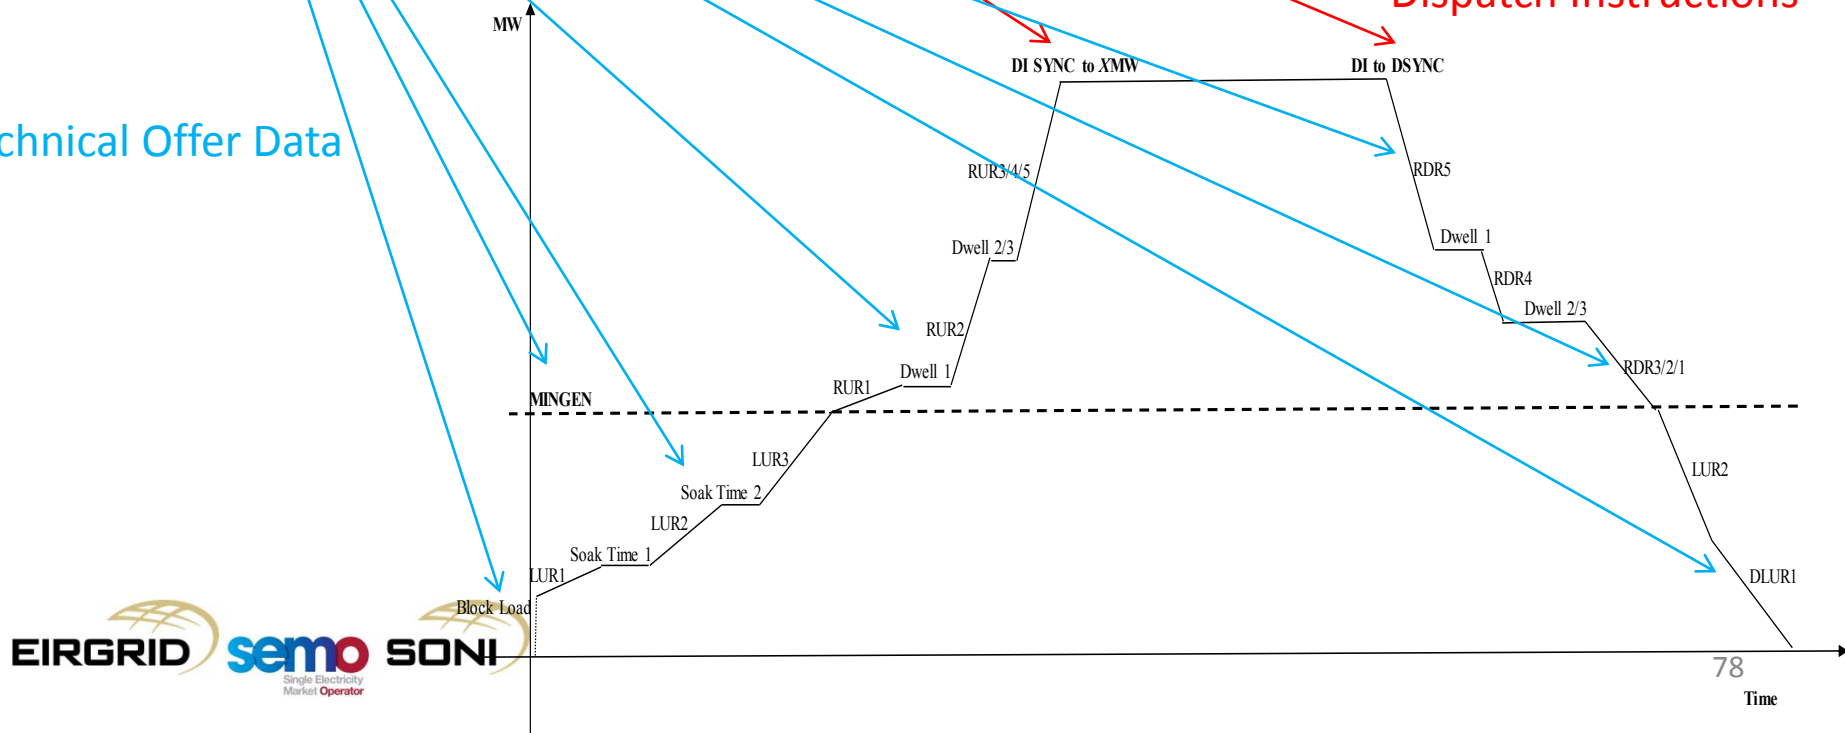 Dispatch Instructions
MW
DI SYNC to XMW
DI to DSYNC
chnical Offer Data
RUR3/4/5
RDR5
Dwell 1
Dwell 2/3
RDR4
Dwell 2/3
RUR2
Dwell 1
RDR3/2/1
RUR1
MINGEN
LUR3
LUR2
Soak Time 2
LUR2
Soak Time 1
LUR1
DLUR1
Block Load
EIRGRID
semo
Single Electricity
Market Operator
SONI
78
Time